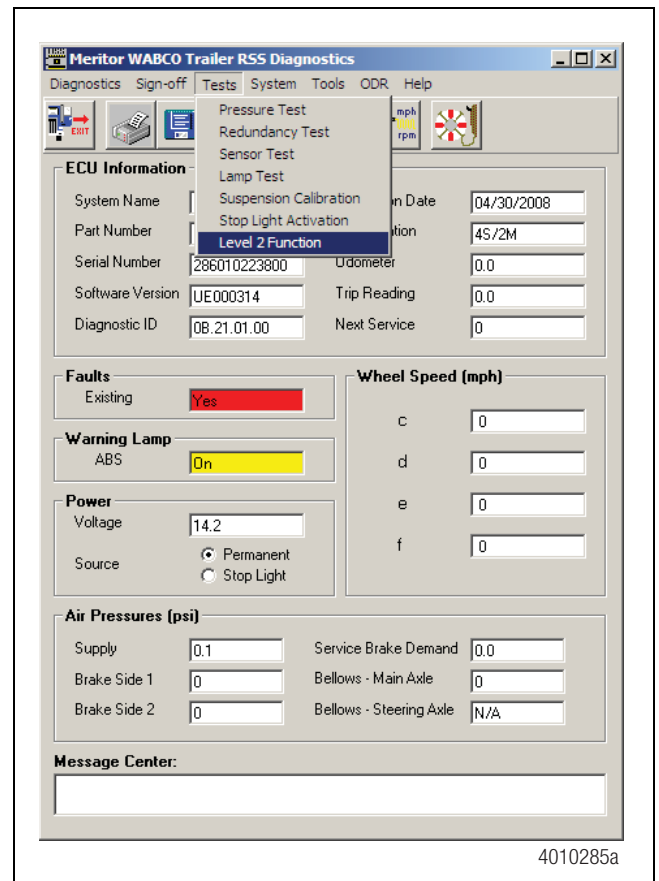 Meritor WABCO Trailer RSS Diagnostics
Diagnostics Sign-off Tests System Tools ODR Help
EXIT
mph
rpm
Pressure Test
Redundancy Test
Sensor Test
Lamp Test
Suspension Calibration
Stop Light Activation
Level 2 Function
ECU Information
System Name
Part Number
Serial Number 286010223800
Software Version UE000314
Diagnostic ID 0B.21.01.00
Date 04/30/2008
4S/2M
Odometer 0.0
Trip Reading 0.0
Next Service 0
Faults
Existing Yes
Warning Lamp
ABS On
Power
Voltage 14.2
Source Permanent
Stop Light
Wheel Speed (mph)
c 0
d 0
e 0
f 0
Air Pressures (psi)
Supply 0.1 Service Brake Demand 0.0
Brake Side 1 0 Bellows - Main Axle 0
Brake Side 2 0 Bellows - Steering Axle N/A
Message Center:
4010285a